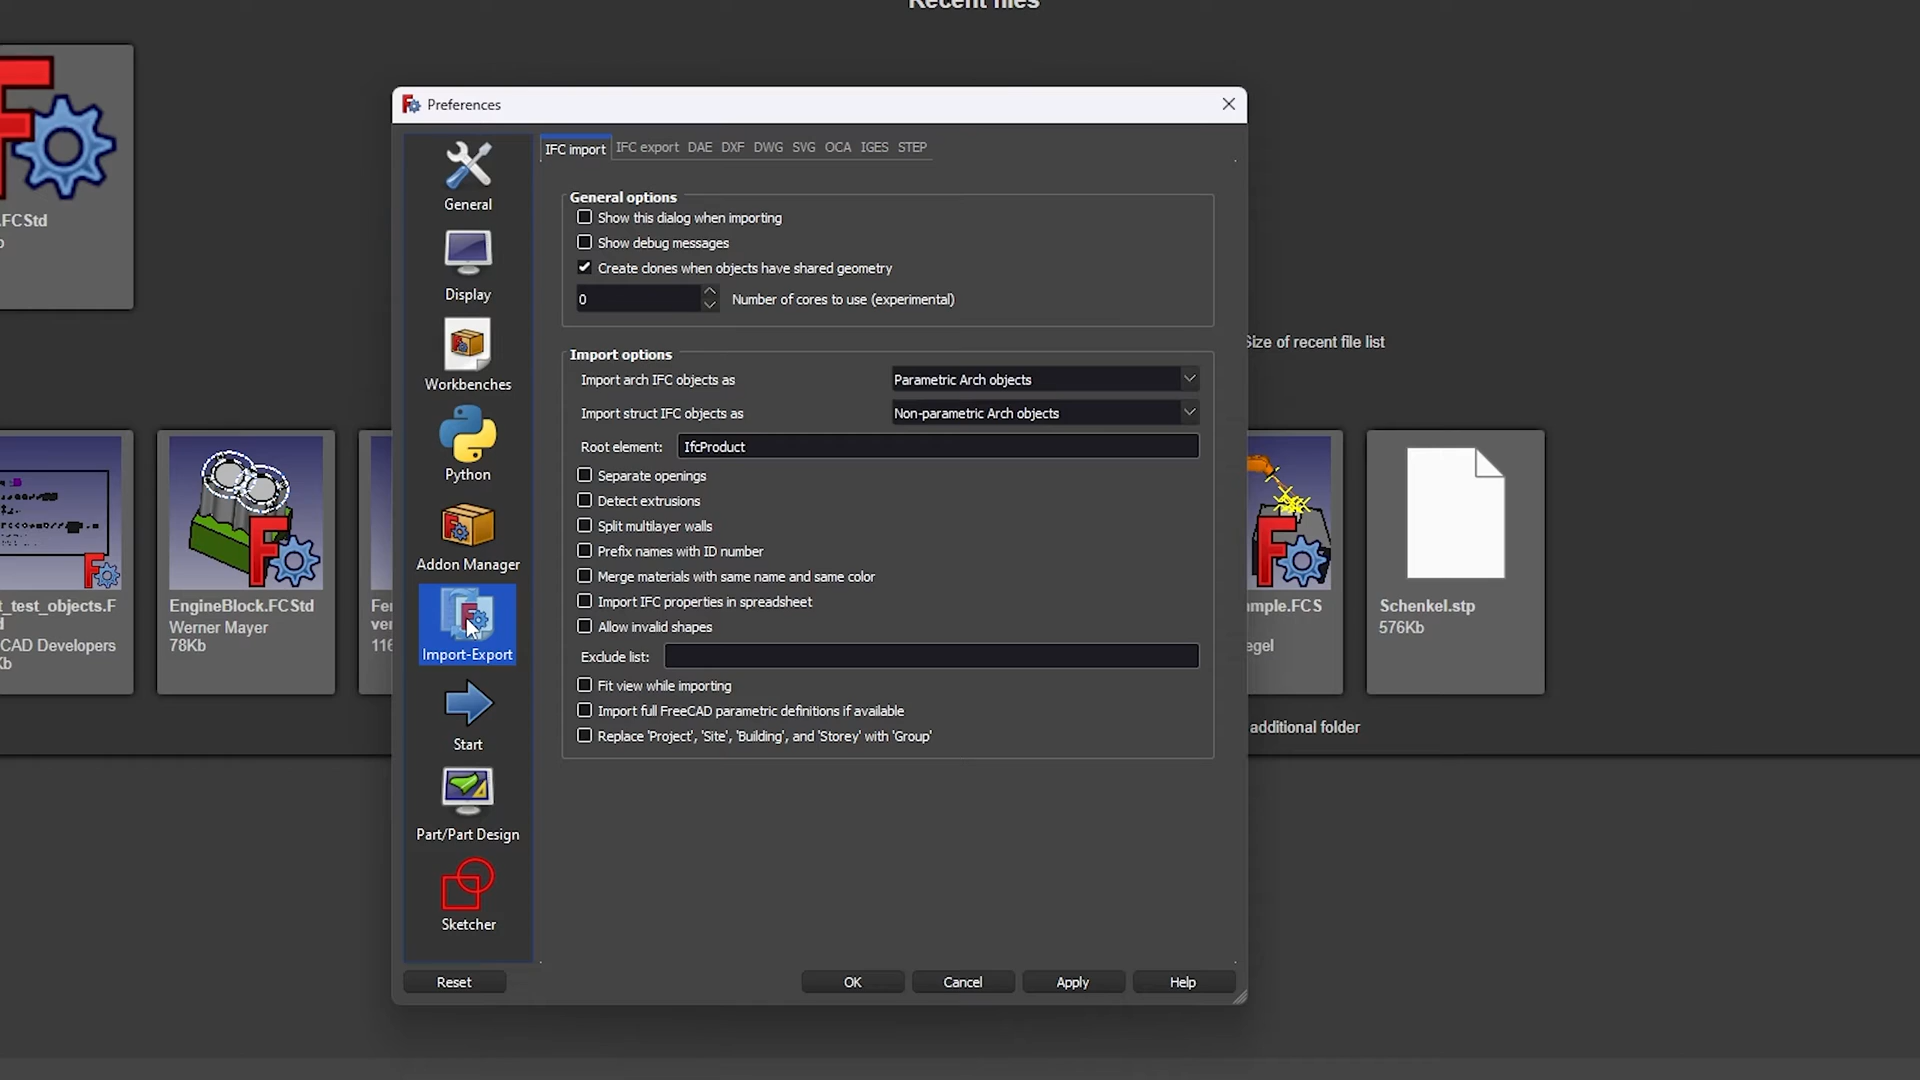 Recent files
.FCStd
Preferences
General
Display
Workbenches
Python
Addon Manager
Import-Export
Start
Part/Part Design
Sketcher
IFC import IFC export DAE DXF DWG SVG OCA IGES STEP
General options
Show this dialog when importing
Show debug messages
Create clones when objects have shared geometry
0 Number of cores to use (experimental)
Import options
Import arch IFC objects as Parametric Arch objects
Import struct IFC objects as Non-parametric Arch objects
Root element: IfcProduct
Separate openings
Detect extrusions
Split multilayer walls
Prefix names with ID number
Merge materials with same name and same color
Import IFC properties in spreadsheet
Allow invalid shapes
Exclude list:
Fit view while importing
Import full FreeCAD parametric definitions if available
Replace 'Project', 'Site', 'Building', and 'Storey' with 'Group'
Reset OK Cancel Apply Help
Size of recent file list
t_test_objects.F
d
CAD Developers
Kb
EngineBlock.FCStd
Werner Mayer
78Kb
Fer
ver
116
mple.FCS
egel
Schenkel.stp
576Kb
additional folder